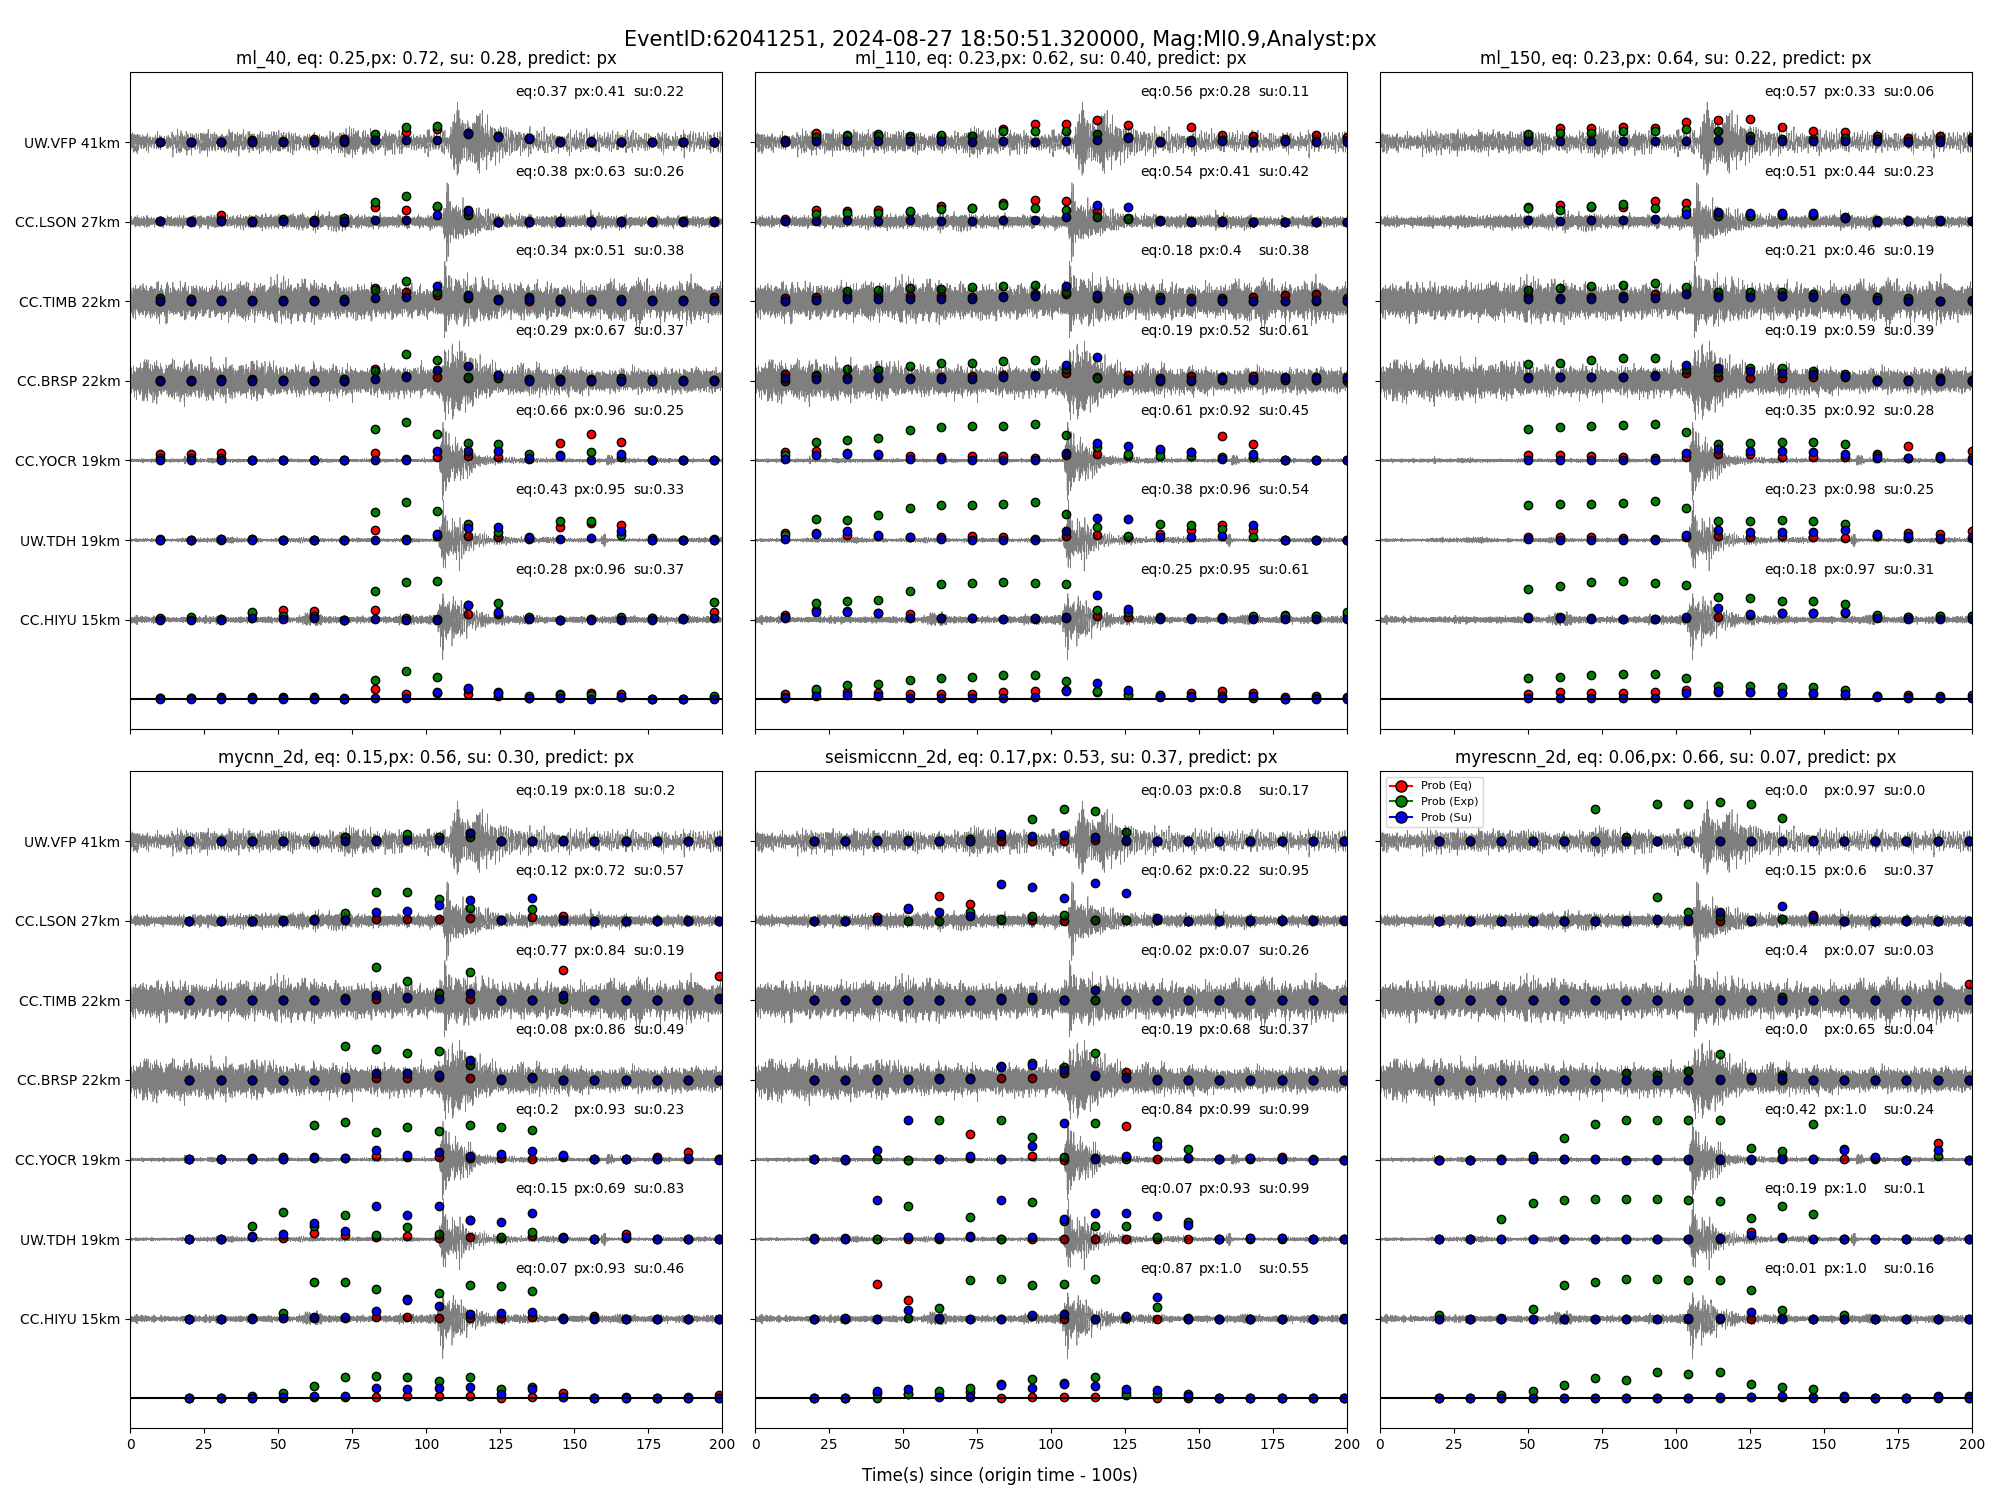 EventID:62041251, 2024-08-27 18:50:51.320000, Mag:Ml0.9,Analyst:px
ml_40, eq: 0.25,px: 0.72, su: 0.28, predict: px
eq:0.37 px:0.41 su:0.22
UW.VFP 41km
eq:0.38 px:0.63 su:0.26
CC.LSON 27km
eq:0.34 px:0.51 su:0.38
CC.TIMB 22km
eq:0.29 px:0.67 su:0.37
CC.BRSP 22km
eq:0.66 px:0.96 su:0.25
CC.YOCR 19km
eq:0.43 px:0.95 su:0.33
UW.TDH 19km
eq:0.28 px:0.96 su:0.37
CC.HIYU 15km
ml_110, eq: 0.23,px: 0.62, su: 0.40, predict: px
eq:0.56 px:0.28 su:0.11
eq:0.54 px:0.41 su:0.42
eq:0.18 px:0.4 su:0.38
eq:0.19 px:0.52 su:0.61
eq:0.61 px:0.92 su:0.45
eq:0.38 px:0.96 su:0.54
eq:0.25 px:0.95 su:0.61
ml_150, eq: 0.23,px: 0.64, su: 0.22, predict: px
eq:0.57 px:0.33 su:0.06
eq:0.51 px:0.44 su:0.23
eq:0.21 px:0.46 su:0.19
eq:0.19 px:0.59 su:0.39
eq:0.35 px:0.92 su:0.28
eq:0.23 px:0.98 su:0.25
eq:0.18 px:0.97 su:0.31
mycnn_2d, eq: 0.15,px: 0.56, su: 0.30, predict: px
eq:0.19 px:0.18 su:0.2
UW.VFP 41km
eq:0.12 px:0.72 su:0.57
CC.LSON 27km
eq:0.77 px:0.84 su:0.19
CC.TIMB 22km
eq:0.08 px:0.86 su:0.49
CC.BRSP 22km
eq:0.2 px:0.93 su:0.23
CC.YOCR 19km
eq:0.15 px:0.69 su:0.83
UW.TDH 19km
eq:0.07 px:0.93 su:0.46
CC.HIYU 15km
0 25 50 75 100 125 150 175 200
seismiccnn_2d, eq: 0.17,px: 0.53, su: 0.37, predict: px
eq:0.03 px:0.8 su:0.17
eq:0.62 px:0.22 su:0.95
eq:0.02 px:0.07 su:0.26
eq:0.19 px:0.68 su:0.37
eq:0.84 px:0.99 su:0.99
eq:0.07 px:0.93 su:0.99
eq:0.87 px:1.0 su:0.55
0 25 50 75 100 125 150 175 200
myrescnn_2d, eq: 0.06,px: 0.66, su: 0.07, predict: px
Prob (Eq)
Prob (Exp)
Prob (Su)
eq:0.0 px:0.97 su:0.0
eq:0.15 px:0.6 su:0.37
eq:0.4 px:0.07 su:0.03
eq:0.0 px:0.65 su:0.04
eq:0.42 px:1.0 su:0.24
eq:0.19 px:1.0 su:0.1
eq:0.01 px:1.0 su:0.16
0 25 50 75 100 125 150 175 200
Time(s) since (origin time - 100s)